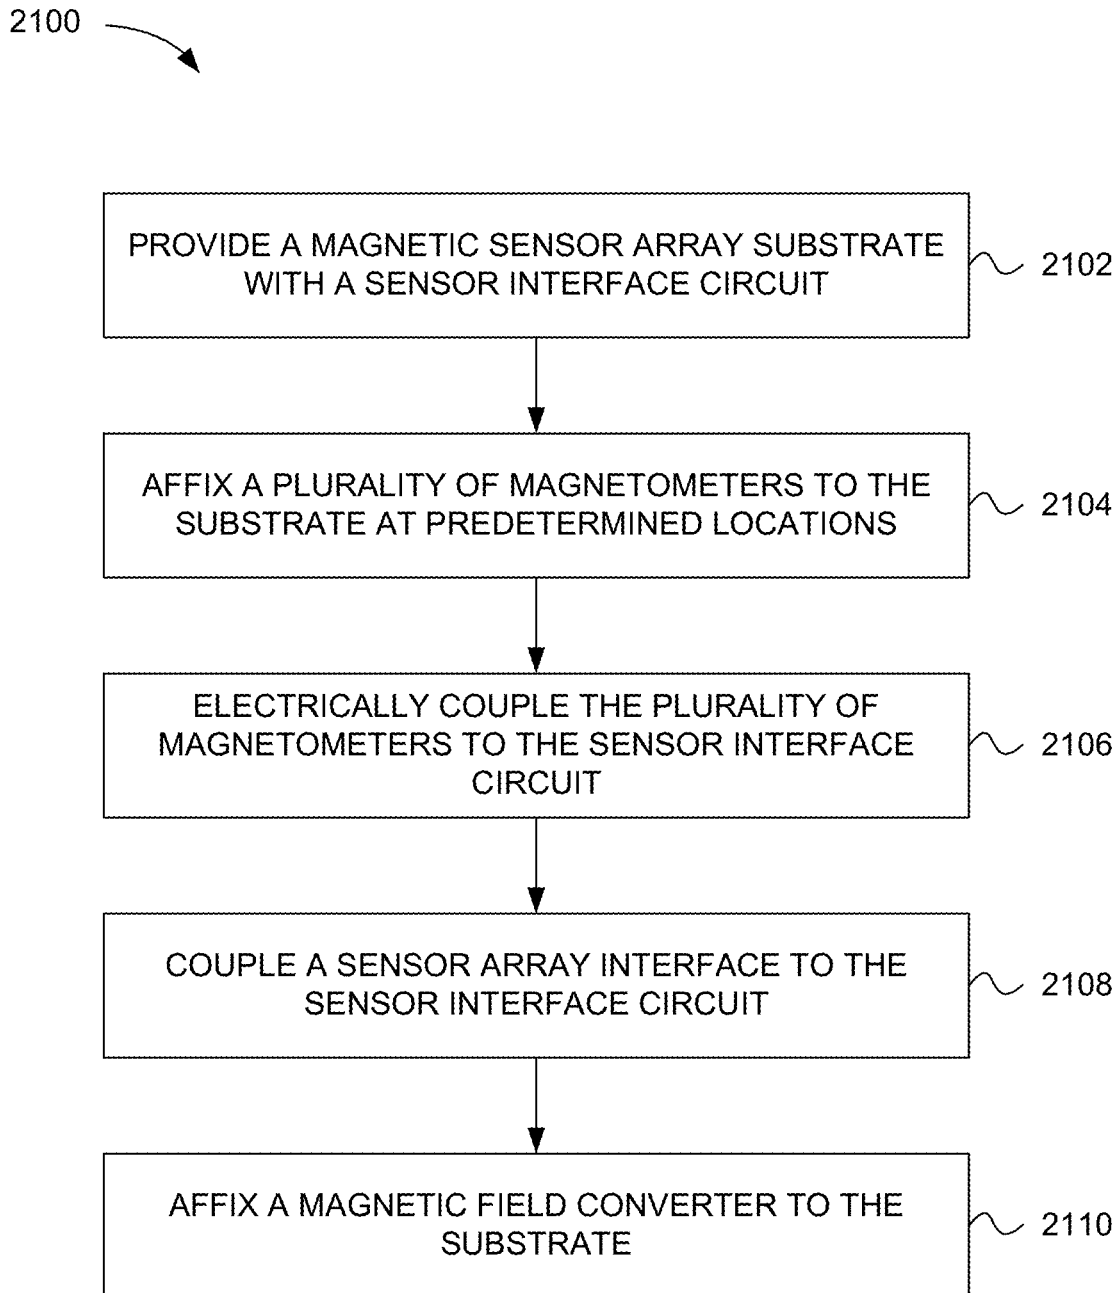 2100
PROVIDE A MAGNETIC SENSOR ARRAY SUBSTRATE
WITH A SENSOR INTERFACE CIRCUIT
2102
AFFIX A PLURALITY OF MAGNETOMETERS TO THE
SUBSTRATE AT PREDETERMINED LOCATIONS
2104
ELECTRICALLY COUPLE THE PLURALITY OF
MAGNETOMETERS TO THE SENSOR INTERFACE
CIRCUIT
2106
COUPLE A SENSOR ARRAY INTERFACE TO THE
SENSOR INTERFACE CIRCUIT
2108
AFFIX A MAGNETIC FIELD CONVERTER TO THE
SUBSTRATE
2110